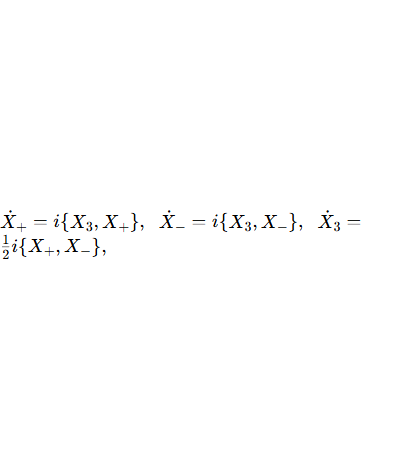 Ẋ₊ = i{X₃, X₊},  Ẋ₋ = i{X₃, X₋},  Ẋ₃ =
½i{X₊, X₋},